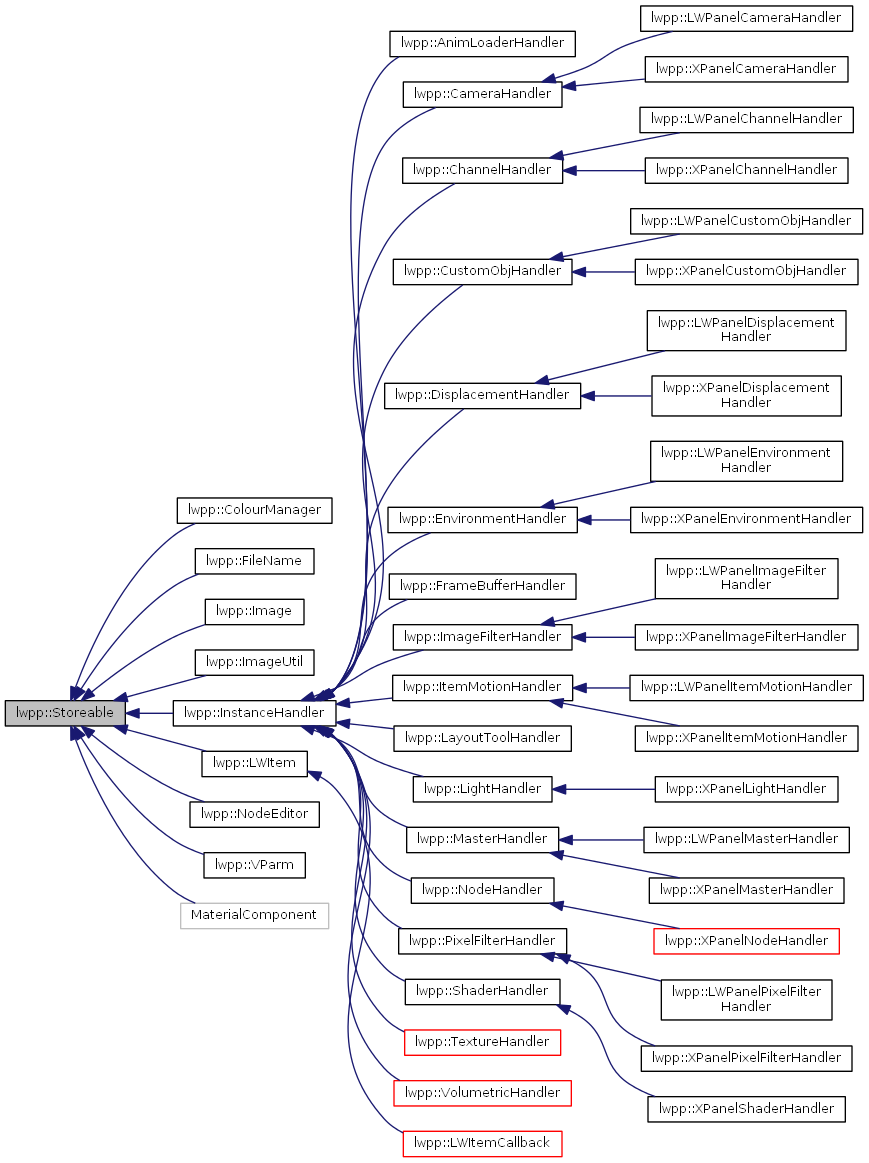 lwpp::Storeable
lwpp::ColourManager
lwpp::FileName
lwpp::Image
lwpp::ImageUtil
lwpp::InstanceHandler
lwpp::LWItem
lwpp::NodeEditor
lwpp::VParm
MaterialComponent
lwpp::AnimLoaderHandler
lwpp::CameraHandler
lwpp::ChannelHandler
lwpp::CustomObjHandler
lwpp::DisplacementHandler
lwpp::EnvironmentHandler
lwpp::FrameBufferHandler
lwpp::ImageFilterHandler
lwpp::ItemMotionHandler
lwpp::LayoutToolHandler
lwpp::LightHandler
lwpp::MasterHandler
lwpp::NodeHandler
lwpp::PixelFilterHandler
lwpp::ShaderHandler
lwpp::TextureHandler
lwpp::VolumetricHandler
lwpp::LWItemCallback
lwpp::LWPanelCameraHandler
lwpp::XPanelCameraHandler
lwpp::LWPanelChannelHandler
lwpp::XPanelChannelHandler
lwpp::LWPanelCustomObjHandler
lwpp::XPanelCustomObjHandler
lwpp::LWPanelDisplacement
Handler
lwpp::XPanelDisplacement
Handler
lwpp::LWPanelEnvironment
Handler
lwpp::XPanelEnvironmentHandler
lwpp::LWPanelImageFilter
Handler
lwpp::XPanelImageFilterHandler
lwpp::LWPanelItemMotionHandler
lwpp::XPanelItemMotionHandler
lwpp::XPanelLightHandler
lwpp::LWPanelMasterHandler
lwpp::XPanelMasterHandler
lwpp::XPanelNodeHandler
lwpp::LWPanelPixelFilter
Handler
lwpp::XPanelPixelFilterHandler
lwpp::XPanelShaderHandler